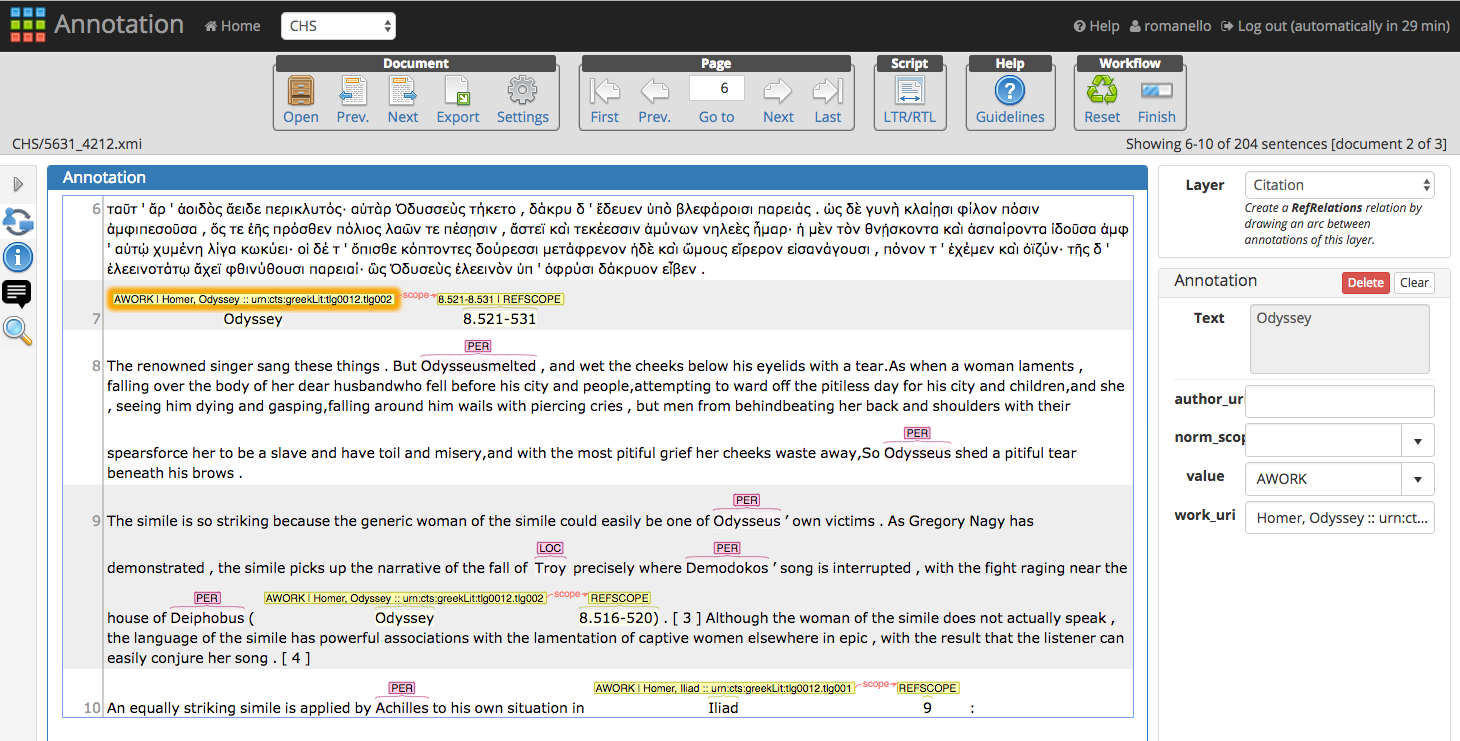 Annotation Home CHS Help romanello Log out (automatically in 29 min)
Document Page Script Help Workflow
6
Open Prev. Next Export Settings First Prev. Go to Next Last LTR/RTL Guidelines Reset Finish
CHS/5631_4212.xmi Showing 6-10 of 204 sentences [document 2 of 3]
Annotation
6 ταῦτ ' ἄρ ' ἀοιδὸς ἄειδε περικλυτός· αὐτὰρ Ὀδυσσεὺς τήκετο , δάκρυ δ ' ἔδευεν ὑπὸ βλεφάροισι παρειάς . ὡς δὲ γυνὴ κλαίῃσι φίλον πόσιν
ἀμφιπεσοῦσα , ὅς τε ἑῆς πρόσθεν πόλιος λαῶν τε πέσῃσιν , ἄστεϊ καὶ τεκέεσσιν ἀμύνων νηλεὲς ἦμαρ· ἡ μὲν τὸν θνῄσκοντα καὶ ἀσπαίροντα ἰδοῦσα ἀμφ
' αὐτῷ χυμένη λίγα κωκύει· οἱ δέ τ ' ὄπισθε κόπτοντες δούρεσσι μετάφρενον ἠδὲ καὶ ὤμους εἴρερον εἰσανάγουσι , πόνον τ ' ἐχέμεν καὶ ὀϊζύν· τῆς δ '
ἐλεεινοτάτῳ ἄχεϊ φθινύθουσι παρειαί· ὣς Ὀδυσεὺς ἐλεεινὸν ὑπ ' ὀφρύσι δάκρυον εἶβεν .
AWORK | Homer, Odyssey :: urn:cts:greekLit:tlg0012.tlg002 scope 8.521-8.531 | REFSCOPE
7 Odyssey 8.521-531
PER
8 The renowned singer sang these things . But Odysseusmelted , and wet the cheeks below his eyelids with a tear.As when a woman laments ,
falling over the body of her dear husbandwho fell before his city and people,attempting to ward off the pitiless day for his city and children,and she
, seeing him dying and gasping,falling around him wails with piercing cries , but men from behindbeating her back and shoulders with their
PER
spearsforce her to be a slave and have toil and misery,and with the most pitiful grief her cheeks waste away,So Odysseus shed a pitiful tear
beneath his brows .
PER
9 The simile is so striking because the generic woman of the simile could easily be one of Odysseus ’ own victims . As Gregory Nagy has
LOC PER
demonstrated , the simile picks up the narrative of the fall of Troy precisely where Demodokos ’ song is interrupted , with the fight raging near the
PER AWORK | Homer, Odyssey :: urn:cts:greekLit:tlg0012.tlg002 scope REFSCOPE
house of Deiphobus ( Odyssey 8.516-520) . [ 3 ] Although the woman of the simile does not actually speak ,
the language of the simile has powerful associations with the lamentation of captive women elsewhere in epic , with the result that the listener can
easily conjure her song . [ 4 ]
PER AWORK | Homer, Iliad :: urn:cts:greekLit:tlg0012.tlg001 scope REFSCOPE
10 An equally striking simile is applied by Achilles to his own situation in Iliad 9 :
Layer Citation
Create a RefRelations relation by
drawing an arc between
annotations of this layer.
Annotation Delete Clear
Text Odyssey
author_uri
norm_scop
value AWORK
work_uri Homer, Odyssey :: urn:ct...